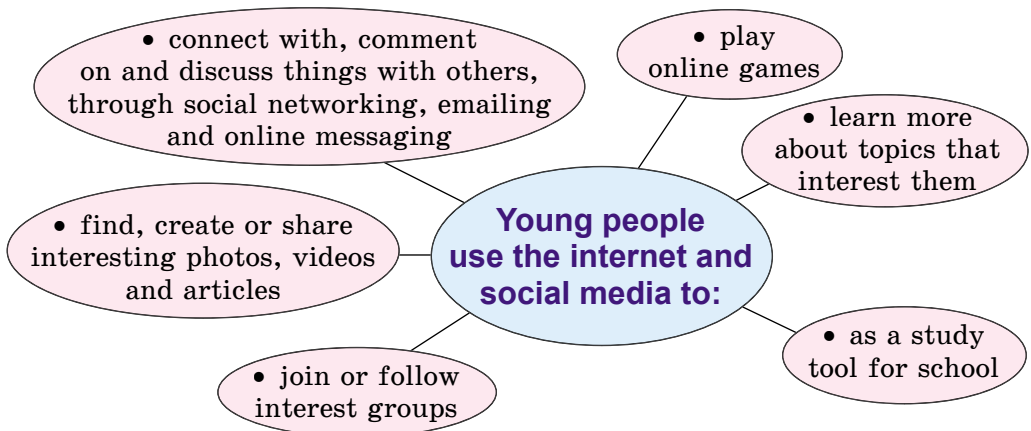 • connect with, comment
on and discuss things with others,
through social networking, emailing
and online messaging
• play
online games
• learn more
about topics that
interest them
Young people
use the internet and
social media to:
• find, create or share
interesting photos, videos
and articles
• as a study
tool for school
• join or follow
interest groups